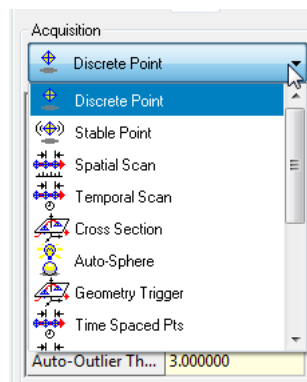 Acquisition
Discrete Point
Discrete Point
Stable Point
Spatial Scan
Temporal Scan
Cross Section
Auto-Sphere
Geometry Trigger
Time Spaced Pts
Auto-Outlier Th... 3.000000